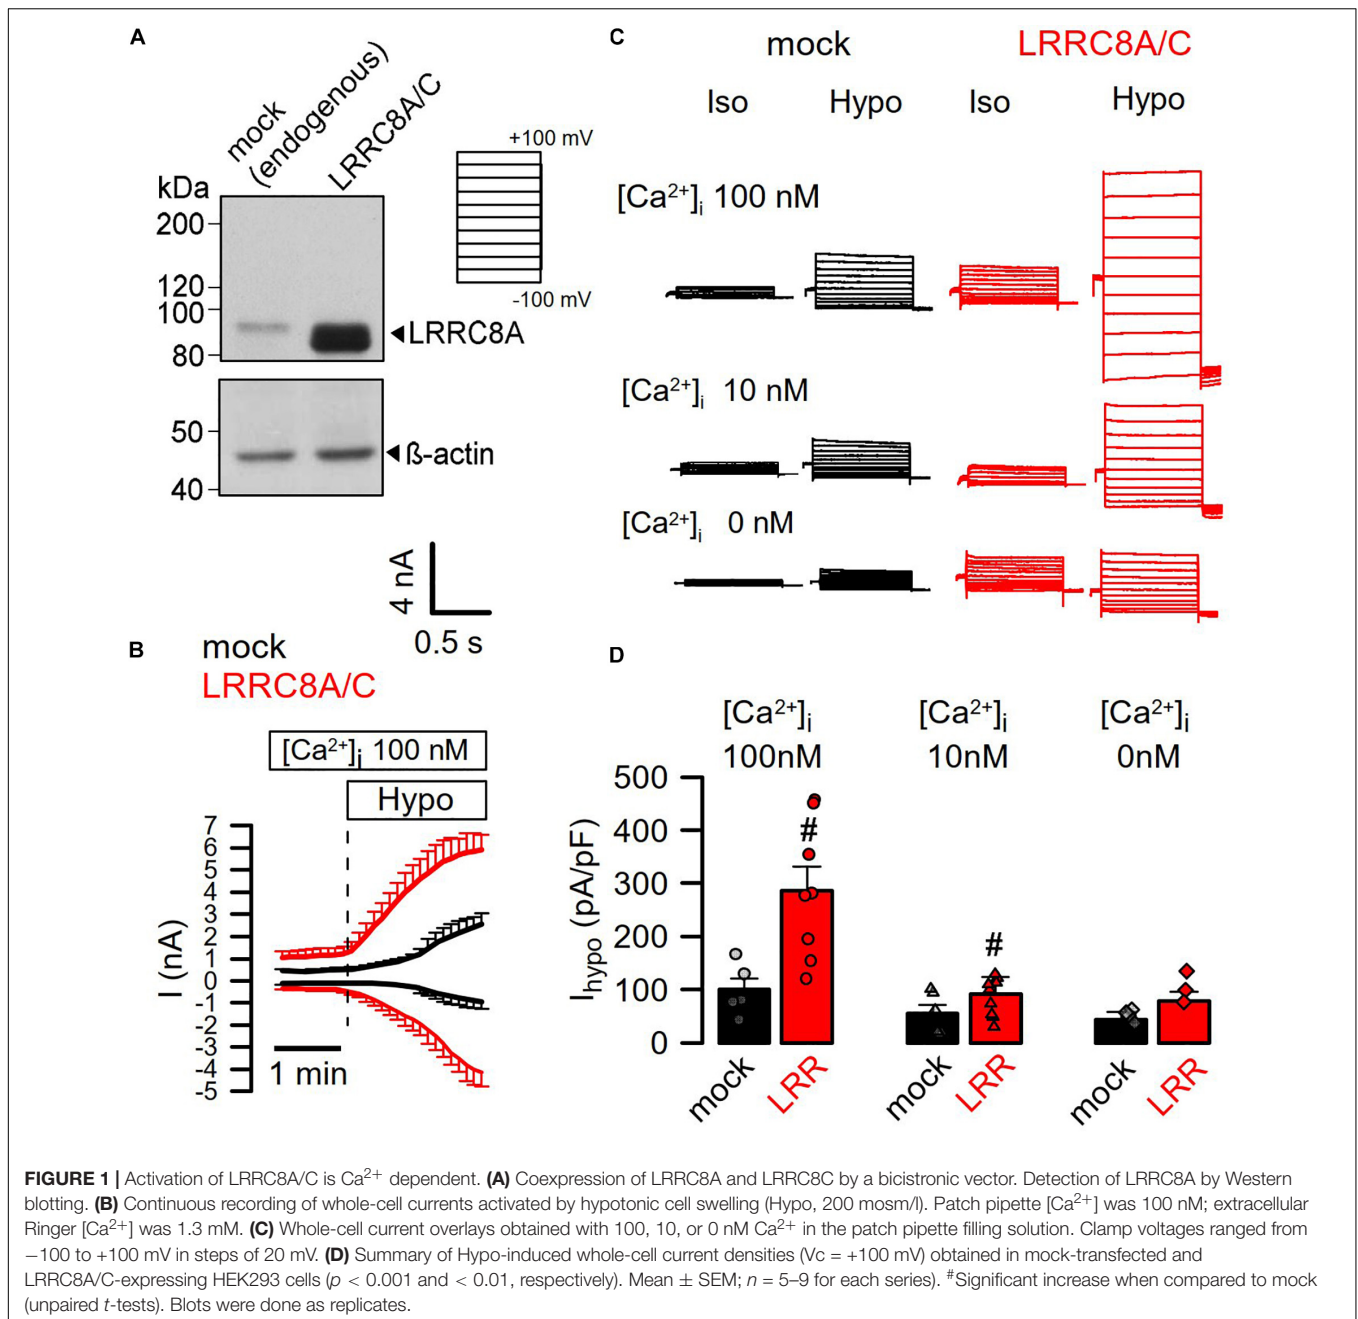 A
mock
(endogenous)
LRRC8A/C
kDa
200
120
100
80
LRRC8A
50
40
ß-actin
+100 mV
-100 mV
4 nA
0.5 s
C
mock
LRRC8A/C
Iso
Hypo
Iso
Hypo
[Ca2+]i 100 nM
[Ca2+]i 10 nM
[Ca2+]i 0 nM
B
mock
LRRC8A/C
[Ca2+]i 100 nM
Hypo
I (nA)
7
6
5
4
3
2
1
0
-1
-2
-3
-4
-5
1 min
D
[Ca2+]i
100nM
[Ca2+]i
10nM
[Ca2+]i
0nM
Ihypo (pA/pF)
500
400
300
200
100
0
#
#
mock
LRR
mock
LRR
mock
LRR
FIGURE 1 | Activation of LRRC8A/C is Ca2+ dependent. (A) Coexpression of LRRC8A and LRRC8C by a bicistronic vector. Detection of LRRC8A by Western
blotting. (B) Continuous recording of whole-cell currents activated by hypotonic cell swelling (Hypo, 200 mosm/l). Patch pipette [Ca2+] was 100 nM; extracellular
Ringer [Ca2+] was 1.3 mM. (C) Whole-cell current overlays obtained with 100, 10, or 0 nM Ca2+ in the patch pipette filling solution. Clamp voltages ranged from
−100 to +100 mV in steps of 20 mV. (D) Summary of Hypo-induced whole-cell current densities (Vc = +100 mV) obtained in mock-transfected and
LRRC8A/C-expressing HEK293 cells (p < 0.001 and < 0.01, respectively). Mean ± SEM; n = 5–9 for each series). #Significant increase when compared to mock
(unpaired t-tests). Blots were done as replicates.